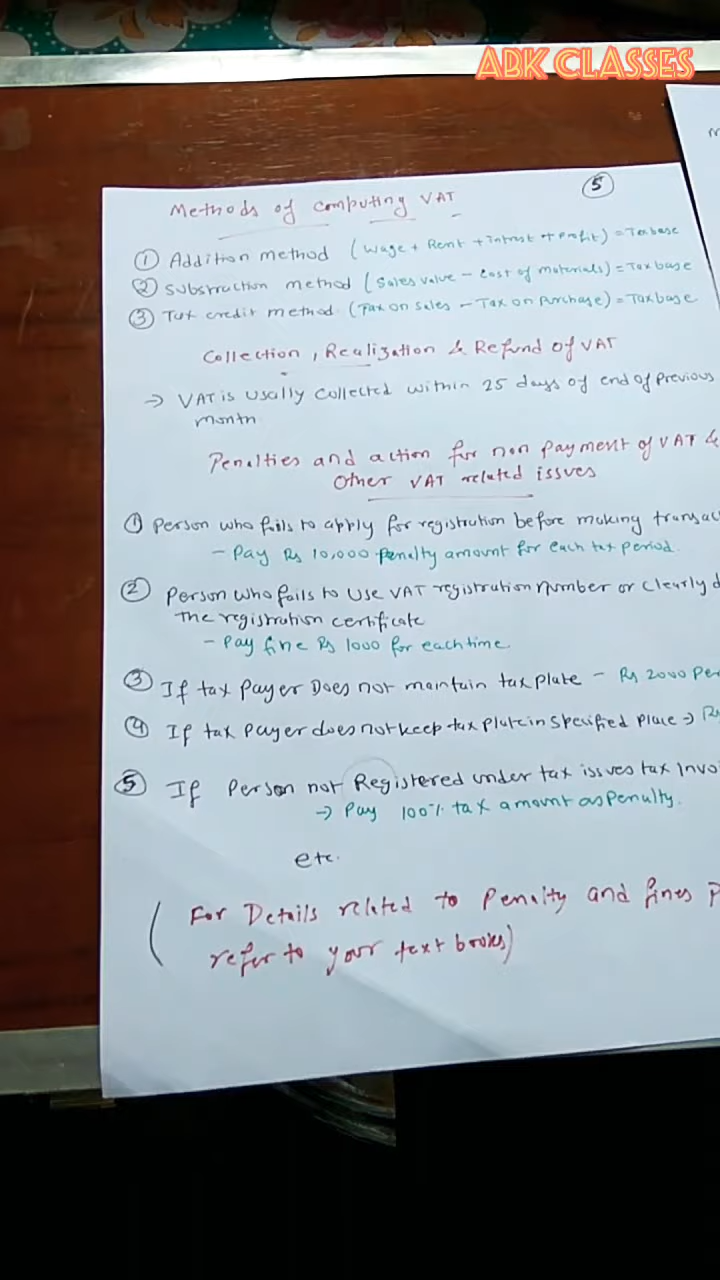 ABK CLASSES
5
Methods of computing VAT
① Addition method (Wage + Rent + Intrest + Profit) = Taxbase
② Substraction method (Sales value - Cost of materials) = Tax base
③ Tax credit method (Tax on sales - Tax on purchase) = Taxbase
Collection, Realization & Refund of VAT
→ VAT is Usally collected within 25 days of end of previous
month
Penalties and action for non payment of VAT &
Other VAT related issues
① Person who fails to apply for registration before making transac
- Pay Rs 10,000 Penalty amount for each tax period.
② Person who fails to Use VAT registration number or clearly d
The registration certificate
- Pay fine Rs 1000 for each time
③ If tax payer Does not maintain tax plate - Rs 2000 Per
④ If tax payer does not keep tax plate in specified place → Rs
⑤ If Person not Registered under tax issues tax invoi
→ Pay 100% tax amount as Penalty.
etc.
(For Details related to Penalty and fines P
refer to your text books)